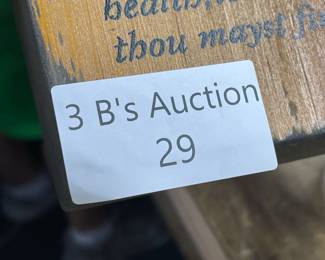 thou mayst
3 B's Auction
29